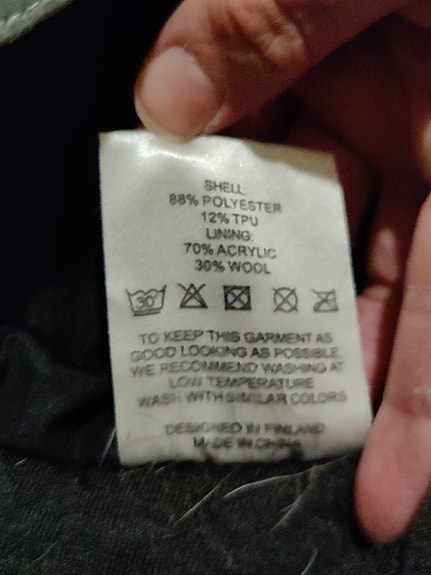 SHELL:
88% POLYESTER
12% TPU
LINING:
70% ACRYLIC
30% WOOL
30°
TO KEEP THIS GARMENT AS
GOOD LOOKING AS POSSIBLE,
WE RECOMMEND WASHING AT
LOW TEMPERATURE
WASH WITH SIMILAR COLORS
DESIGNED IN FINLAND
MADE IN CHINA